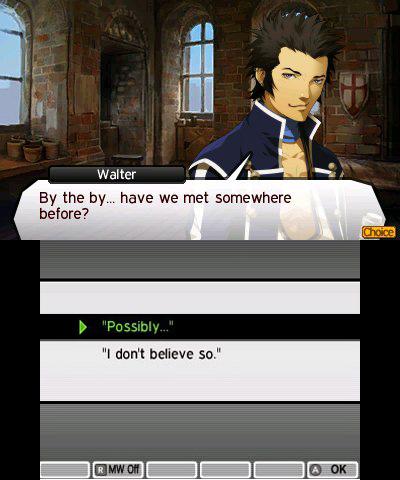 Walter
By the by... have we met somewhere
before?
Choice
"Possibly..."
"I don't believe so."
R MW Off
A OK